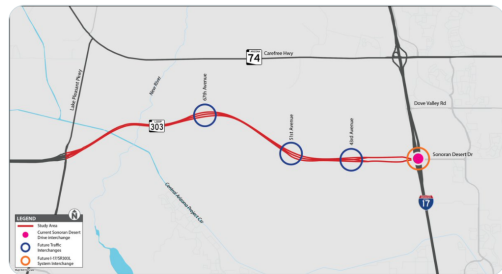 Carefree Hwy
74
Lake Pleasant Pkwy
New River
67th Avenue
Dove Valley Rd
LOOP
303
51st Avenue
43rd Avenue
Sonoran Desert Dr
Central Arizona Project Canal
17
LEGEND
N
Study Area
Current Sonoran Desert
Drive Interchange
Future Traffic
Interchanges
Future I-17/SR303L
System Interchange